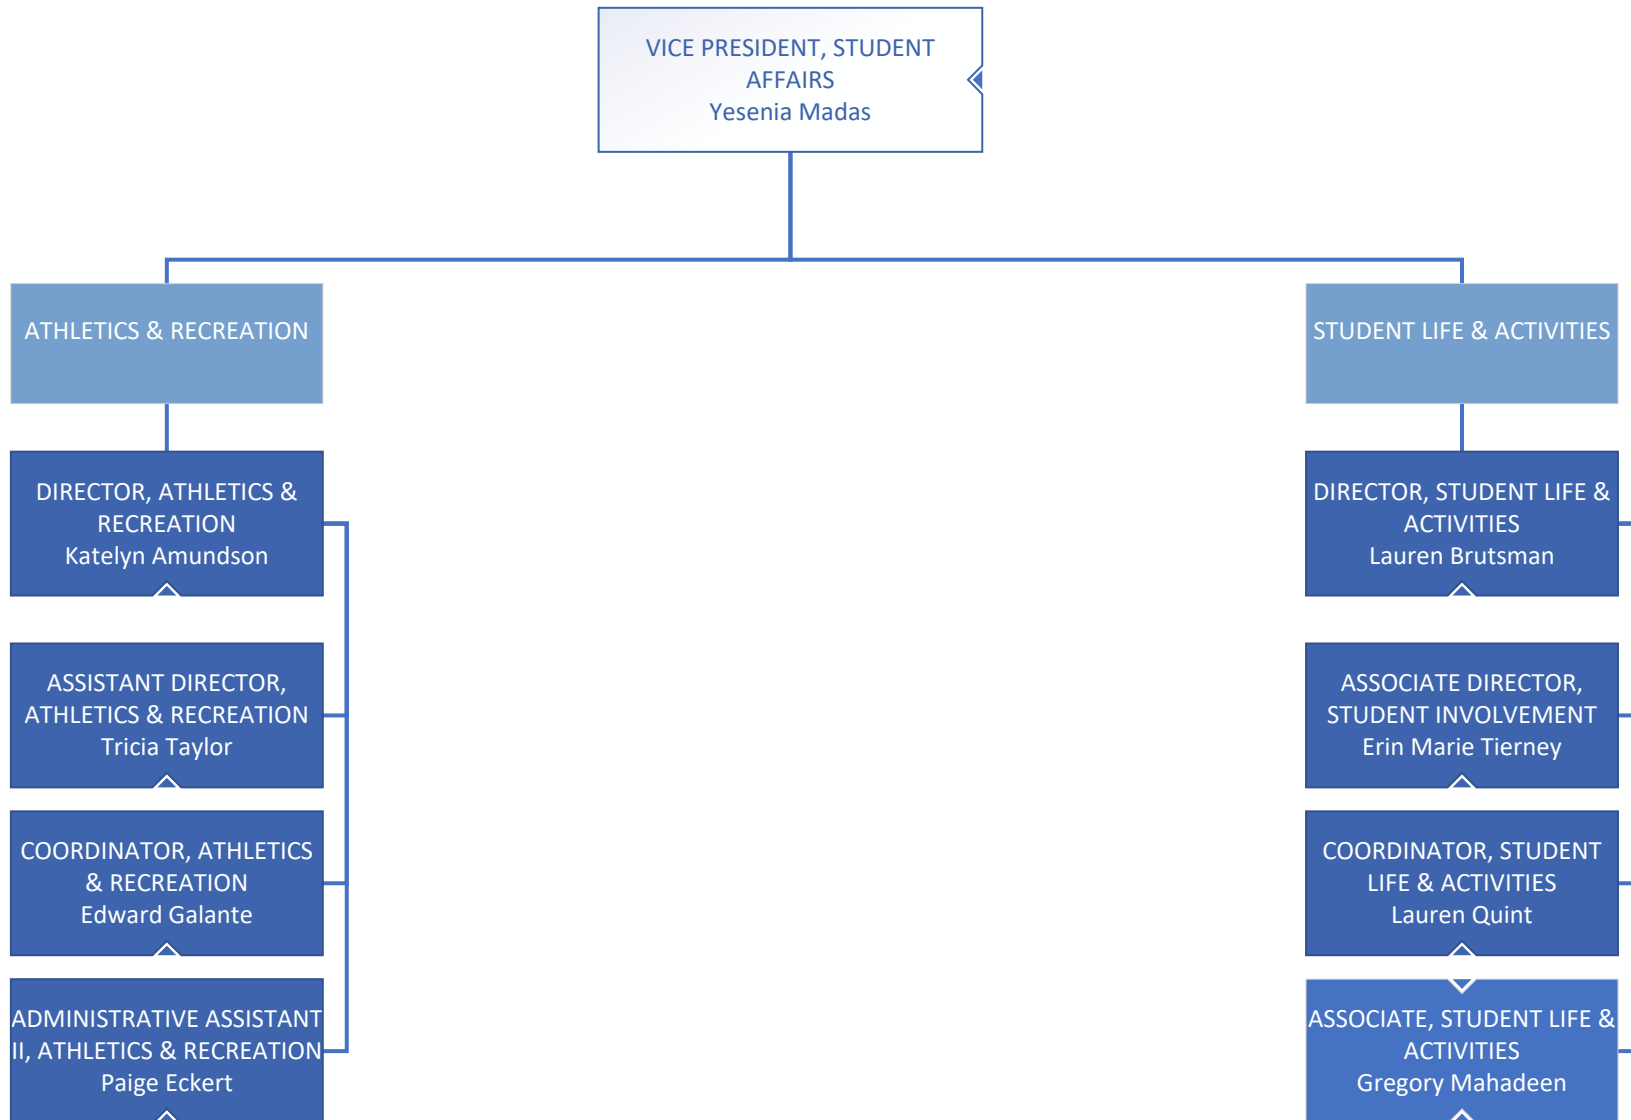 VICE PRESIDENT, STUDENT
AFFAIRS
Yesenia Madas
ATHLETICS & RECREATION
DIRECTOR, ATHLETICS &
RECREATION
Katelyn Amundson
ASSISTANT DIRECTOR,
ATHLETICS & RECREATION
Tricia Taylor
COORDINATOR, ATHLETICS
& RECREATION
Edward Galante
ADMINISTRATIVE ASSISTANT
II, ATHLETICS & RECREATION
Paige Eckert
STUDENT LIFE & ACTIVITIES
DIRECTOR, STUDENT LIFE &
ACTIVITIES
Lauren Brutsman
ASSOCIATE DIRECTOR,
STUDENT INVOLVEMENT
Erin Marie Tierney
COORDINATOR, STUDENT
LIFE & ACTIVITIES
Lauren Quint
ASSOCIATE, STUDENT LIFE &
ACTIVITIES
Gregory Mahadeen